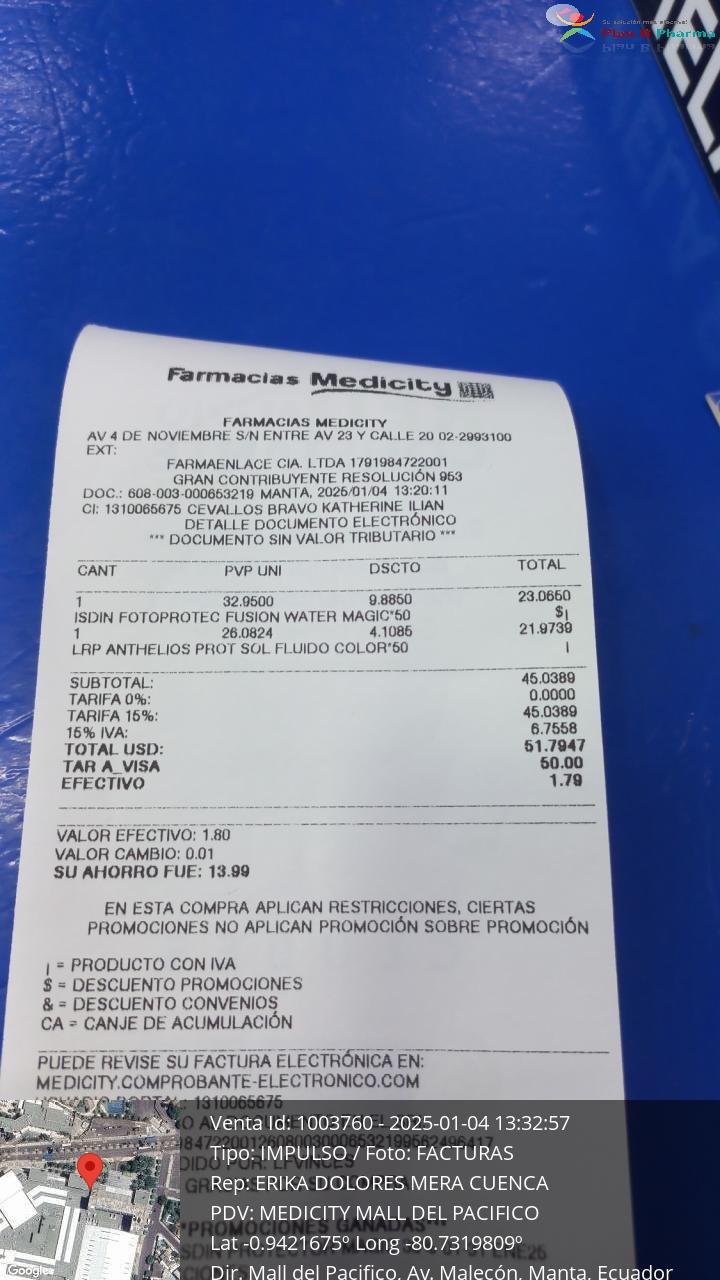 Su solución más efectiva!
Plan B Pharma
Farmacias Medicity
FARMACIAS MEDICITY
AV 4 DE NOVIEMBRE S/N ENTRE AV 23 Y CALLE 20 02-2993100
EXT:
FARMAENLACE CIA. LTDA 1791984722001
GRAN CONTRIBUYENTE RESOLUCIÓN 953
DOC.: 608-003-000653219 MANTA, 2025/01/04 13:20:11
CI: 1310065675 CEVALLOS BRAVO KATHERINE ILIAN
DETALLE DOCUMENTO ELECTRÓNICO
*** DOCUMENTO SIN VALOR TRIBUTARIO ***
CANT PVP UNI DSCTO TOTAL
1 32.9500 9.8850 23.0650
ISDIN FOTOPROTEC FUSION WATER MAGIC*50 $¡
1 26.0824 4.1085 21.9739
LRP ANTHELIOS PROT SOL FLUIDO COLOR*50 ¡
SUBTOTAL: 45.0389
TARIFA 0%: 0.0000
TARIFA 15%: 45.0389
15% IVA: 6.7558
TOTAL USD: 51.7947
TAR A_VISA 50.00
EFECTIVO 1.79
VALOR EFECTIVO: 1.80
VALOR CAMBIO: 0.01
SU AHORRO FUE: 13.99
EN ESTA COMPRA APLICAN RESTRICCIONES, CIERTAS
PROMOCIONES NO APLICAN PROMOCIÓN SOBRE PROMOCIÓN
¡ = PRODUCTO CON IVA
$ = DESCUENTO PROMOCIONES
& = DESCUENTO CONVENIOS
CA = CANJE DE ACUMULACIÓN
PUEDE REVISE SU FACTURA ELECTRÓNICA EN:
MEDICITY.COMPROBANTE-ELECTRONICO.COM
1310065675
*PROMOCIONES GANADAS***
Venta Id: 1003760 - 2025-01-04 13:32:57
Tipo: IMPULSO / Foto: FACTURAS
Rep: ERIKA DOLORES MERA CUENCA
PDV: MEDICITY MALL DEL PACIFICO
Lat -0.9421675º Long -80.7319809º
Dir. Mall del Pacifico, Av. Malecón, Manta, Ecuador
Google